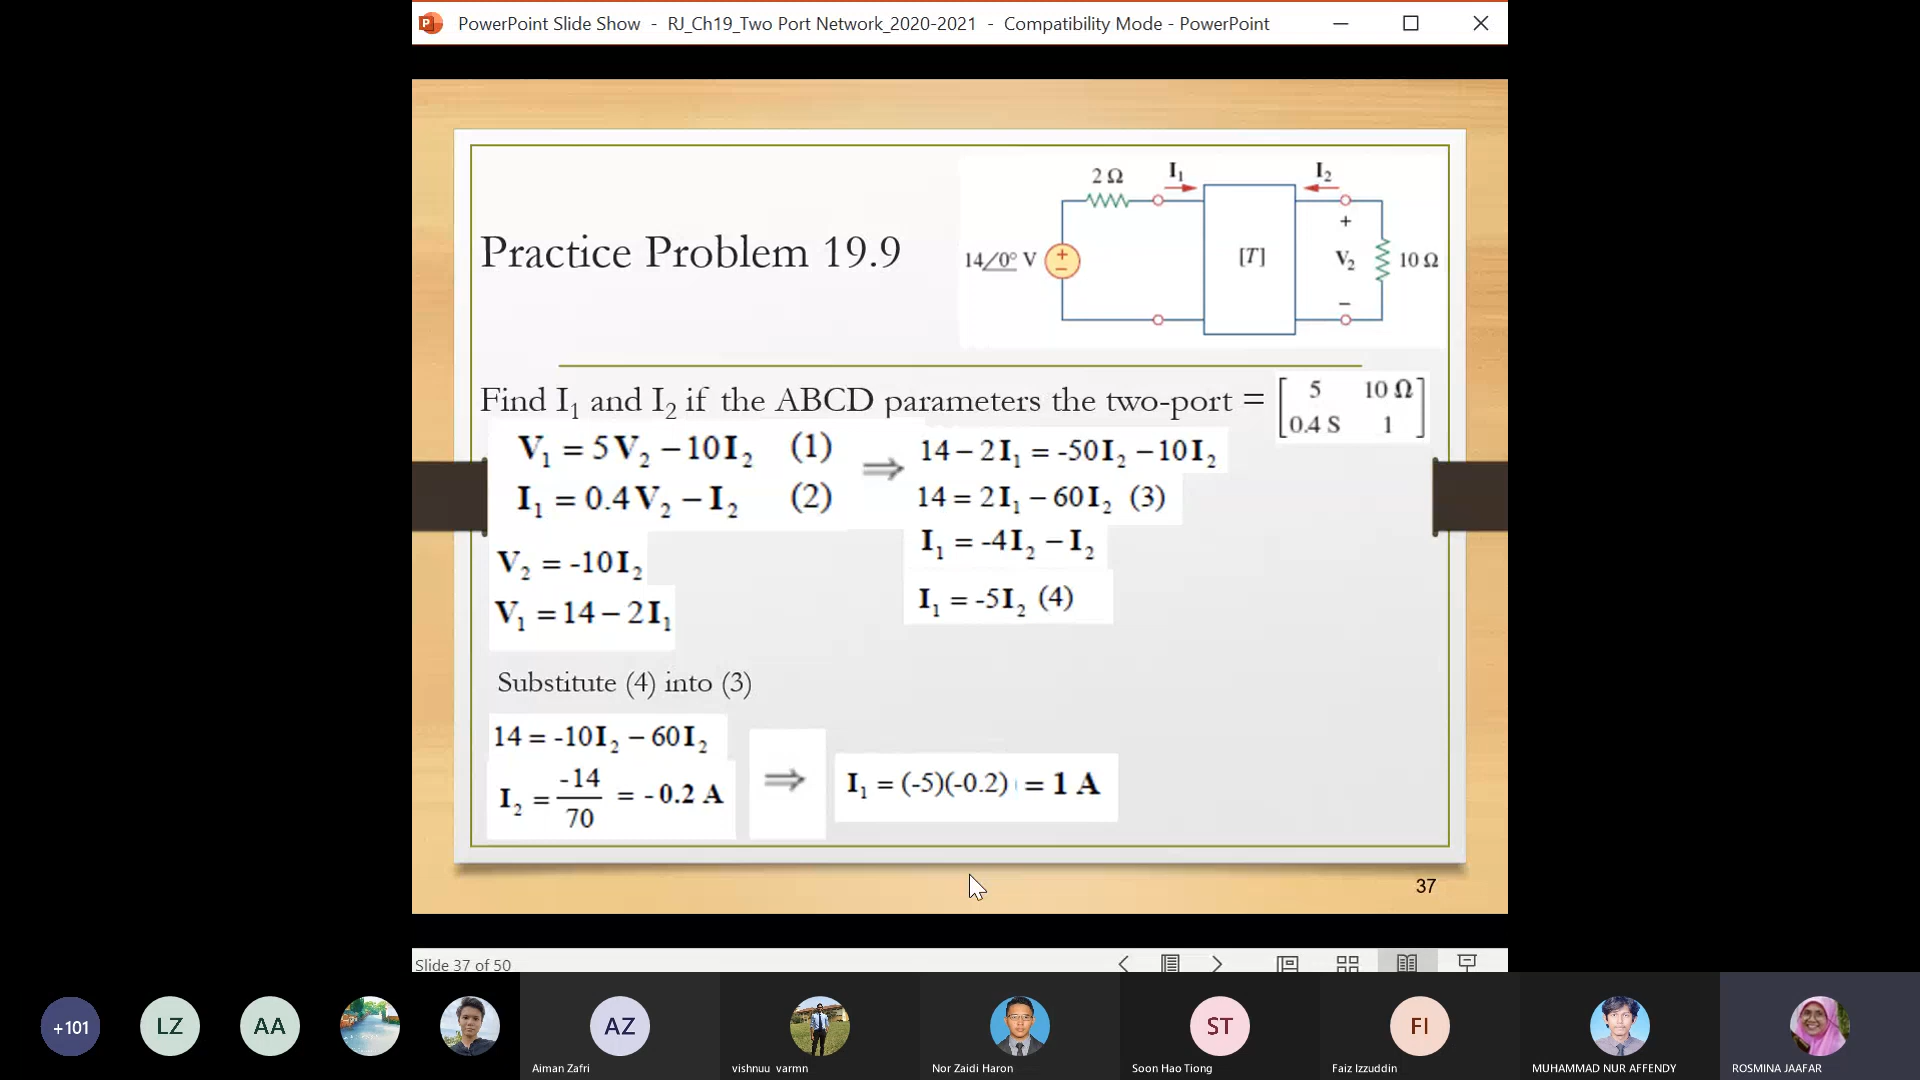 PowerPoint Slide Show - RJ_Ch19_Two Port Network_2020-2021 - Compatibility Mode - PowerPoint
2 Ω I₁ I₂
+
Practice Problem 19.9
14/0° V + − [T] V₂ 10 Ω
−
Find I₁ and I₂ if the ABCD parameters the two-port = [5 10 Ω
0.4 S 1]
V₁ = 5V₂ − 10I₂ (1) ⇒ 14 − 2I₁ = -50I₂ − 10I₂
I₁ = 0.4V₂ − I₂ (2) 14 = 2I₁ − 60I₂ (3)
I₁ = -4I₂ − I₂
V₂ = -10I₂
I₁ = -5I₂ (4)
V₁ = 14 − 2I₁
Substitute (4) into (3)
14 = -10I₂ − 60I₂
I₂ = -14/70 = - 0.2 A ⇒ I₁ = (-5)(-0.2) = 1 A
37
Slide 37 of 50
+101 LZ AA AZ ST FI
Aiman Zafri vishnuu varmn Nor Zaidi Haron Soon Hao Tiong Faiz Izzuddin MUHAMMAD NUR AFFENDY ROSMINA JAAFAR